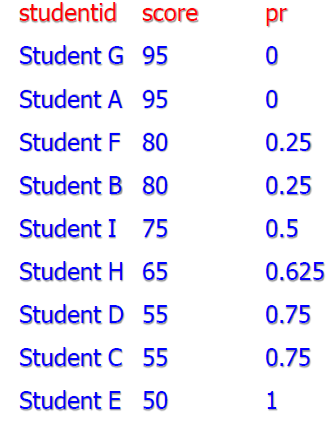 studentid score pr
Student G 95 0
Student A 95 0
Student F 80 0.25
Student B 80 0.25
Student I 75 0.5
Student H 65 0.625
Student D 55 0.75
Student C 55 0.75
Student E 50 1